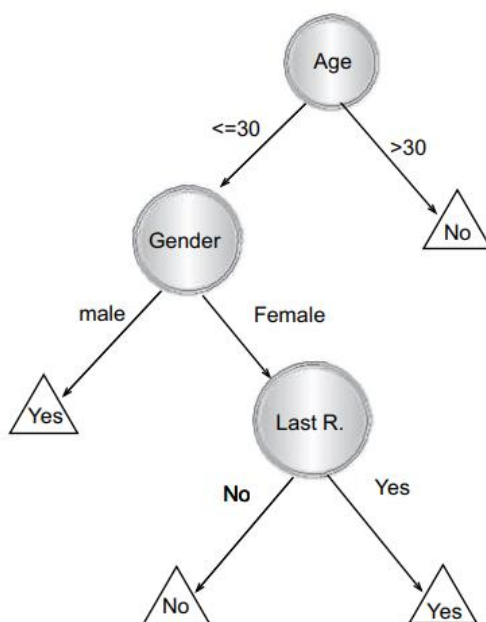 Age
<=30
>30
Gender
No
male
Female
Yes
Last R.
No
Yes
No
Yes